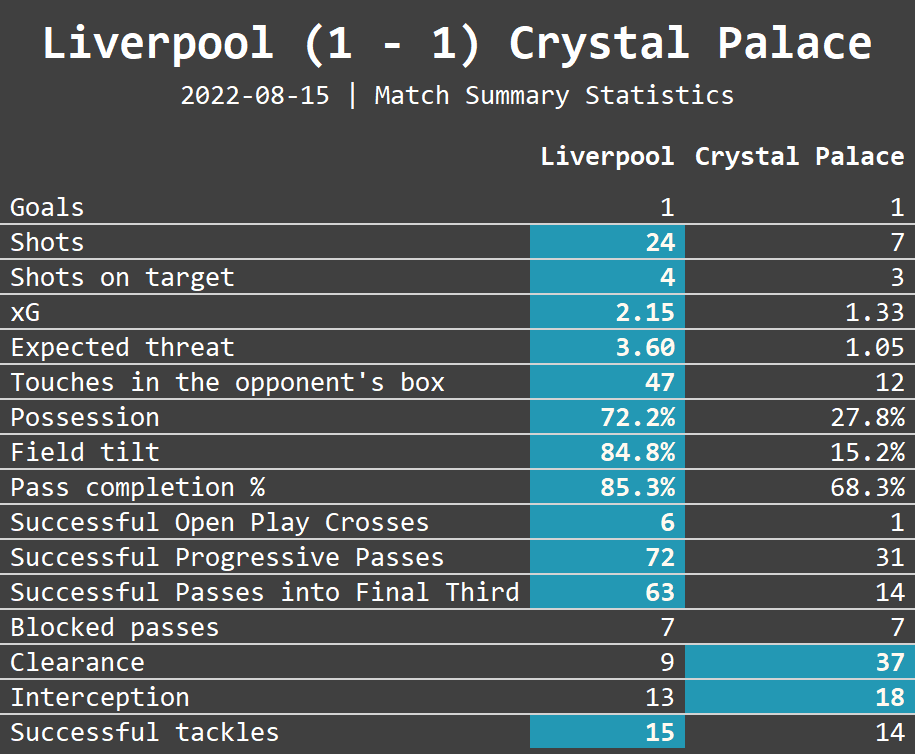 Liverpool (1 - 1) Crystal Palace
2022-08-15 | Match Summary Statistics
Liverpool Crystal Palace
Goals 1 1
Shots 24 7
Shots on target 4 3
xG 2.15 1.33
Expected threat 3.60 1.05
Touches in the opponent's box 47 12
Possession 72.2% 27.8%
Field tilt 84.8% 15.2%
Pass completion % 85.3% 68.3%
Successful Open Play Crosses 6 1
Successful Progressive Passes 72 31
Successful Passes into Final Third 63 14
Blocked passes 7 7
Clearance 9 37
Interception 13 18
Successful tackles 15 14